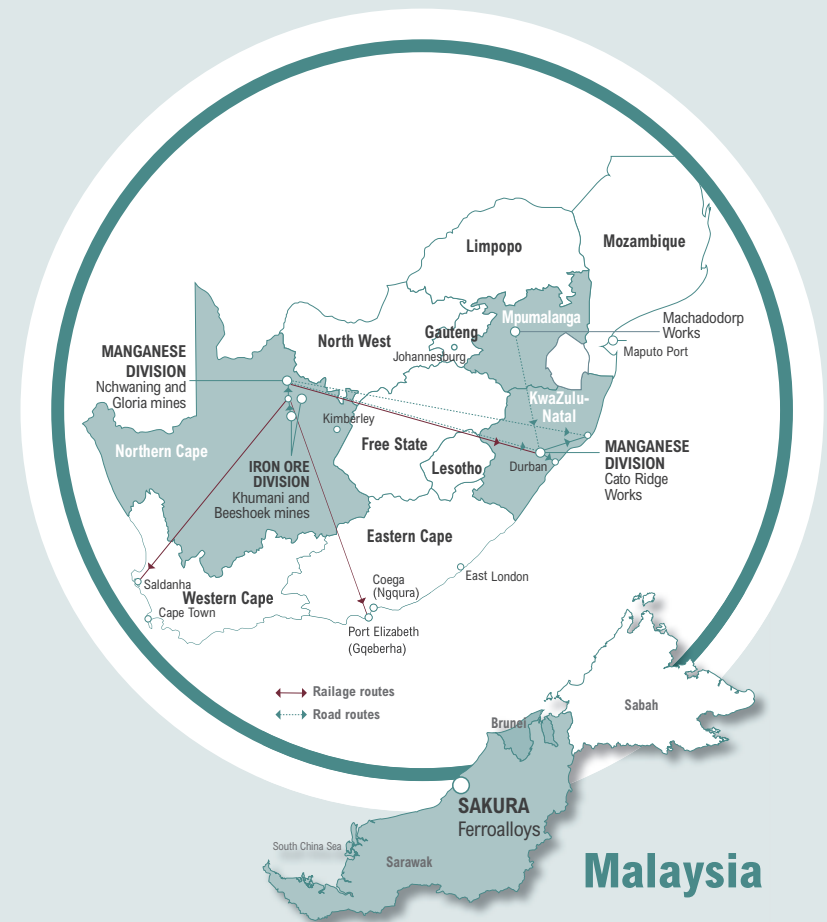 Limpopo
Mozambique
Mpumalanga
Machadodorp
Works
Gauteng
North West
Johannesburg
Maputo Port
MANGANESE
DIVISION
Nchwaning and
Gloria mines
KwaZulu-
Natal
Kimberley
Free State
Northern Cape
Lesotho
Durban
MANGANESE
DIVISION
Cato Ridge
Works
IRON ORE
DIVISION
Khumani and
Beeshoek mines
Eastern Cape
East London
Saldanha
Coega
(Ngqura)
Western Cape
Cape Town
Port Elizabeth
(Gqeberha)
Railage routes
Road routes
Sabah
Brunei
SAKURA
Ferroalloys
South China Sea
Sarawak
Malaysia